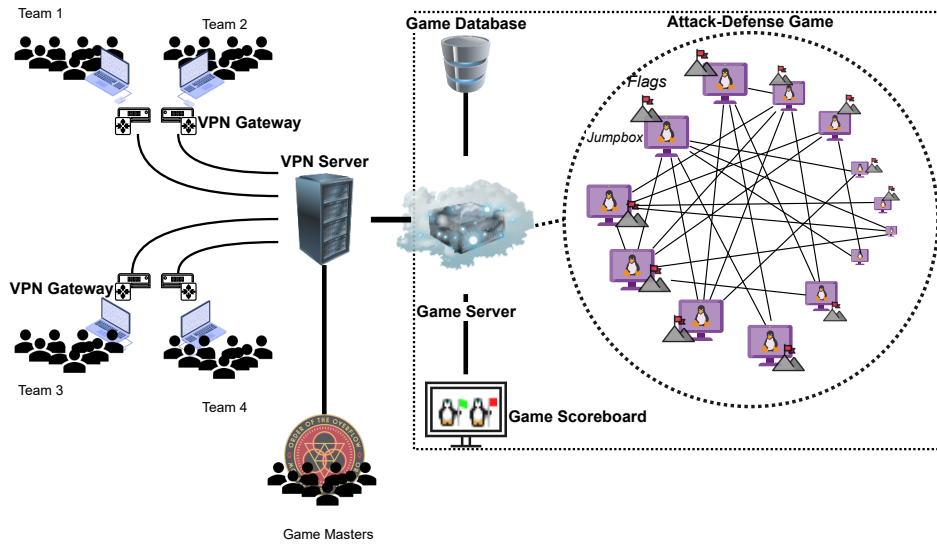 Team 1
Team 2
Game Database
Attack-Defense Game
Flags
VPN Gateway
Jumpbox
VPN Server
VPN Gateway
Game Server
Team 3
Team 4
Game Scoreboard
ORDER OF THE OVERFLOW
Game Masters